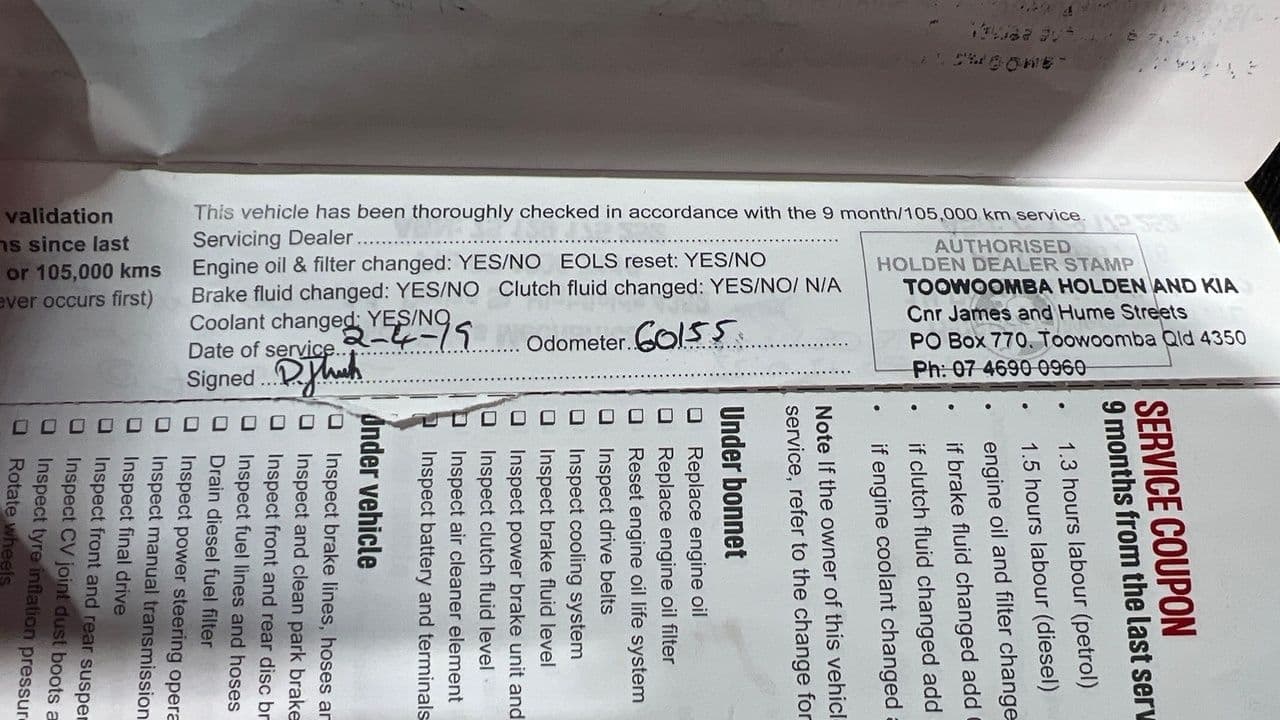 validation
ns since last
or 105,000 kms
ever occurs first)
This vehicle has been thoroughly checked in accordance with the 9 month/105,000 km service.
Servicing Dealer
Engine oil & filter changed: YES/NO EOLS reset: YES/NO
Brake fluid changed: YES/NO Clutch fluid changed: YES/NO/ N/A
Coolant changed: YES/NO
Date of service 2-4-19 Odometer 60155
Signed
AUTHORISED
HOLDEN DEALER STAMP
TOOWOOMBA HOLDEN AND KIA
Cnr James and Hume Streets
PO Box 770, Toowoomba Qld 4350
Ph: 07 4690 0960
SERVICE COUPON
9 months from the last serv
• 1.3 hours labour (petrol)
• 1.5 hours labour (diesel)
• engine oil and filter change
• if brake fluid changed add
• if clutch fluid changed add
• if engine coolant changed a
Note If the owner of this vehicl
service, refer to the change for
Under bonnet
Replace engine oil
Replace engine oil filter
Reset engine oil life system
Inspect drive belts
Inspect cooling system
Inspect brake fluid level
Inspect power brake unit and
Inspect clutch fluid level
Inspect air cleaner element
Inspect battery and terminals
Under vehicle
Inspect brake lines, hoses an
Inspect and clean park brake
Inspect front and rear disc br
Inspect fuel lines and hoses
Drain diesel fuel filter
Inspect power steering opera
Inspect manual transmission
Inspect final drive
Inspect front and rear suspen
Inspect CV joint dust boots a
Inspect tyre inflation pressure
Rotate wheels